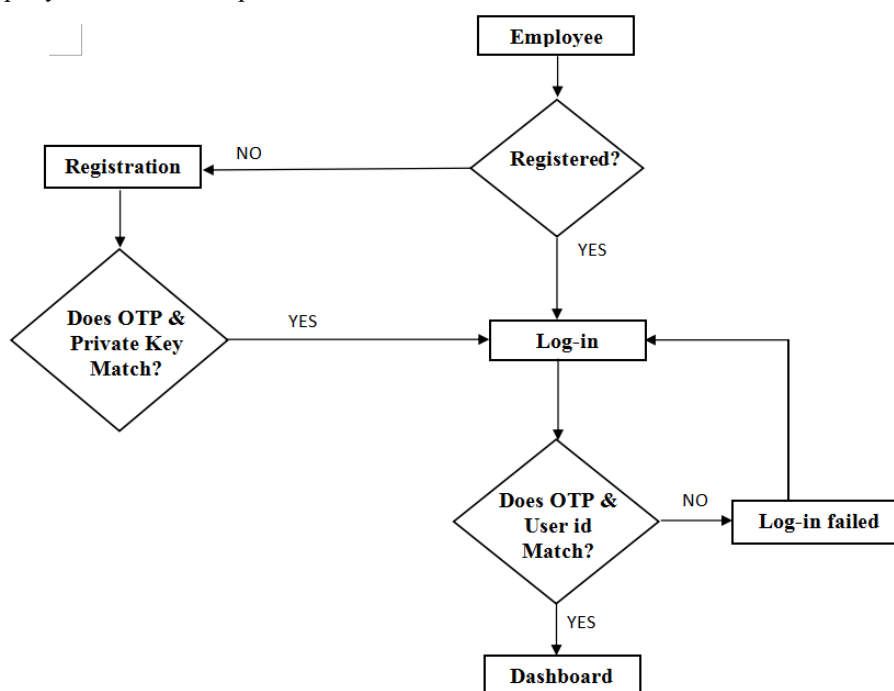 Employee
Registered?
NO
Registration
YES
Does OTP &
Private Key
Match?
YES
Log-in
Does OTP &
User id
Match?
NO
Log-in failed
YES
Dashboard